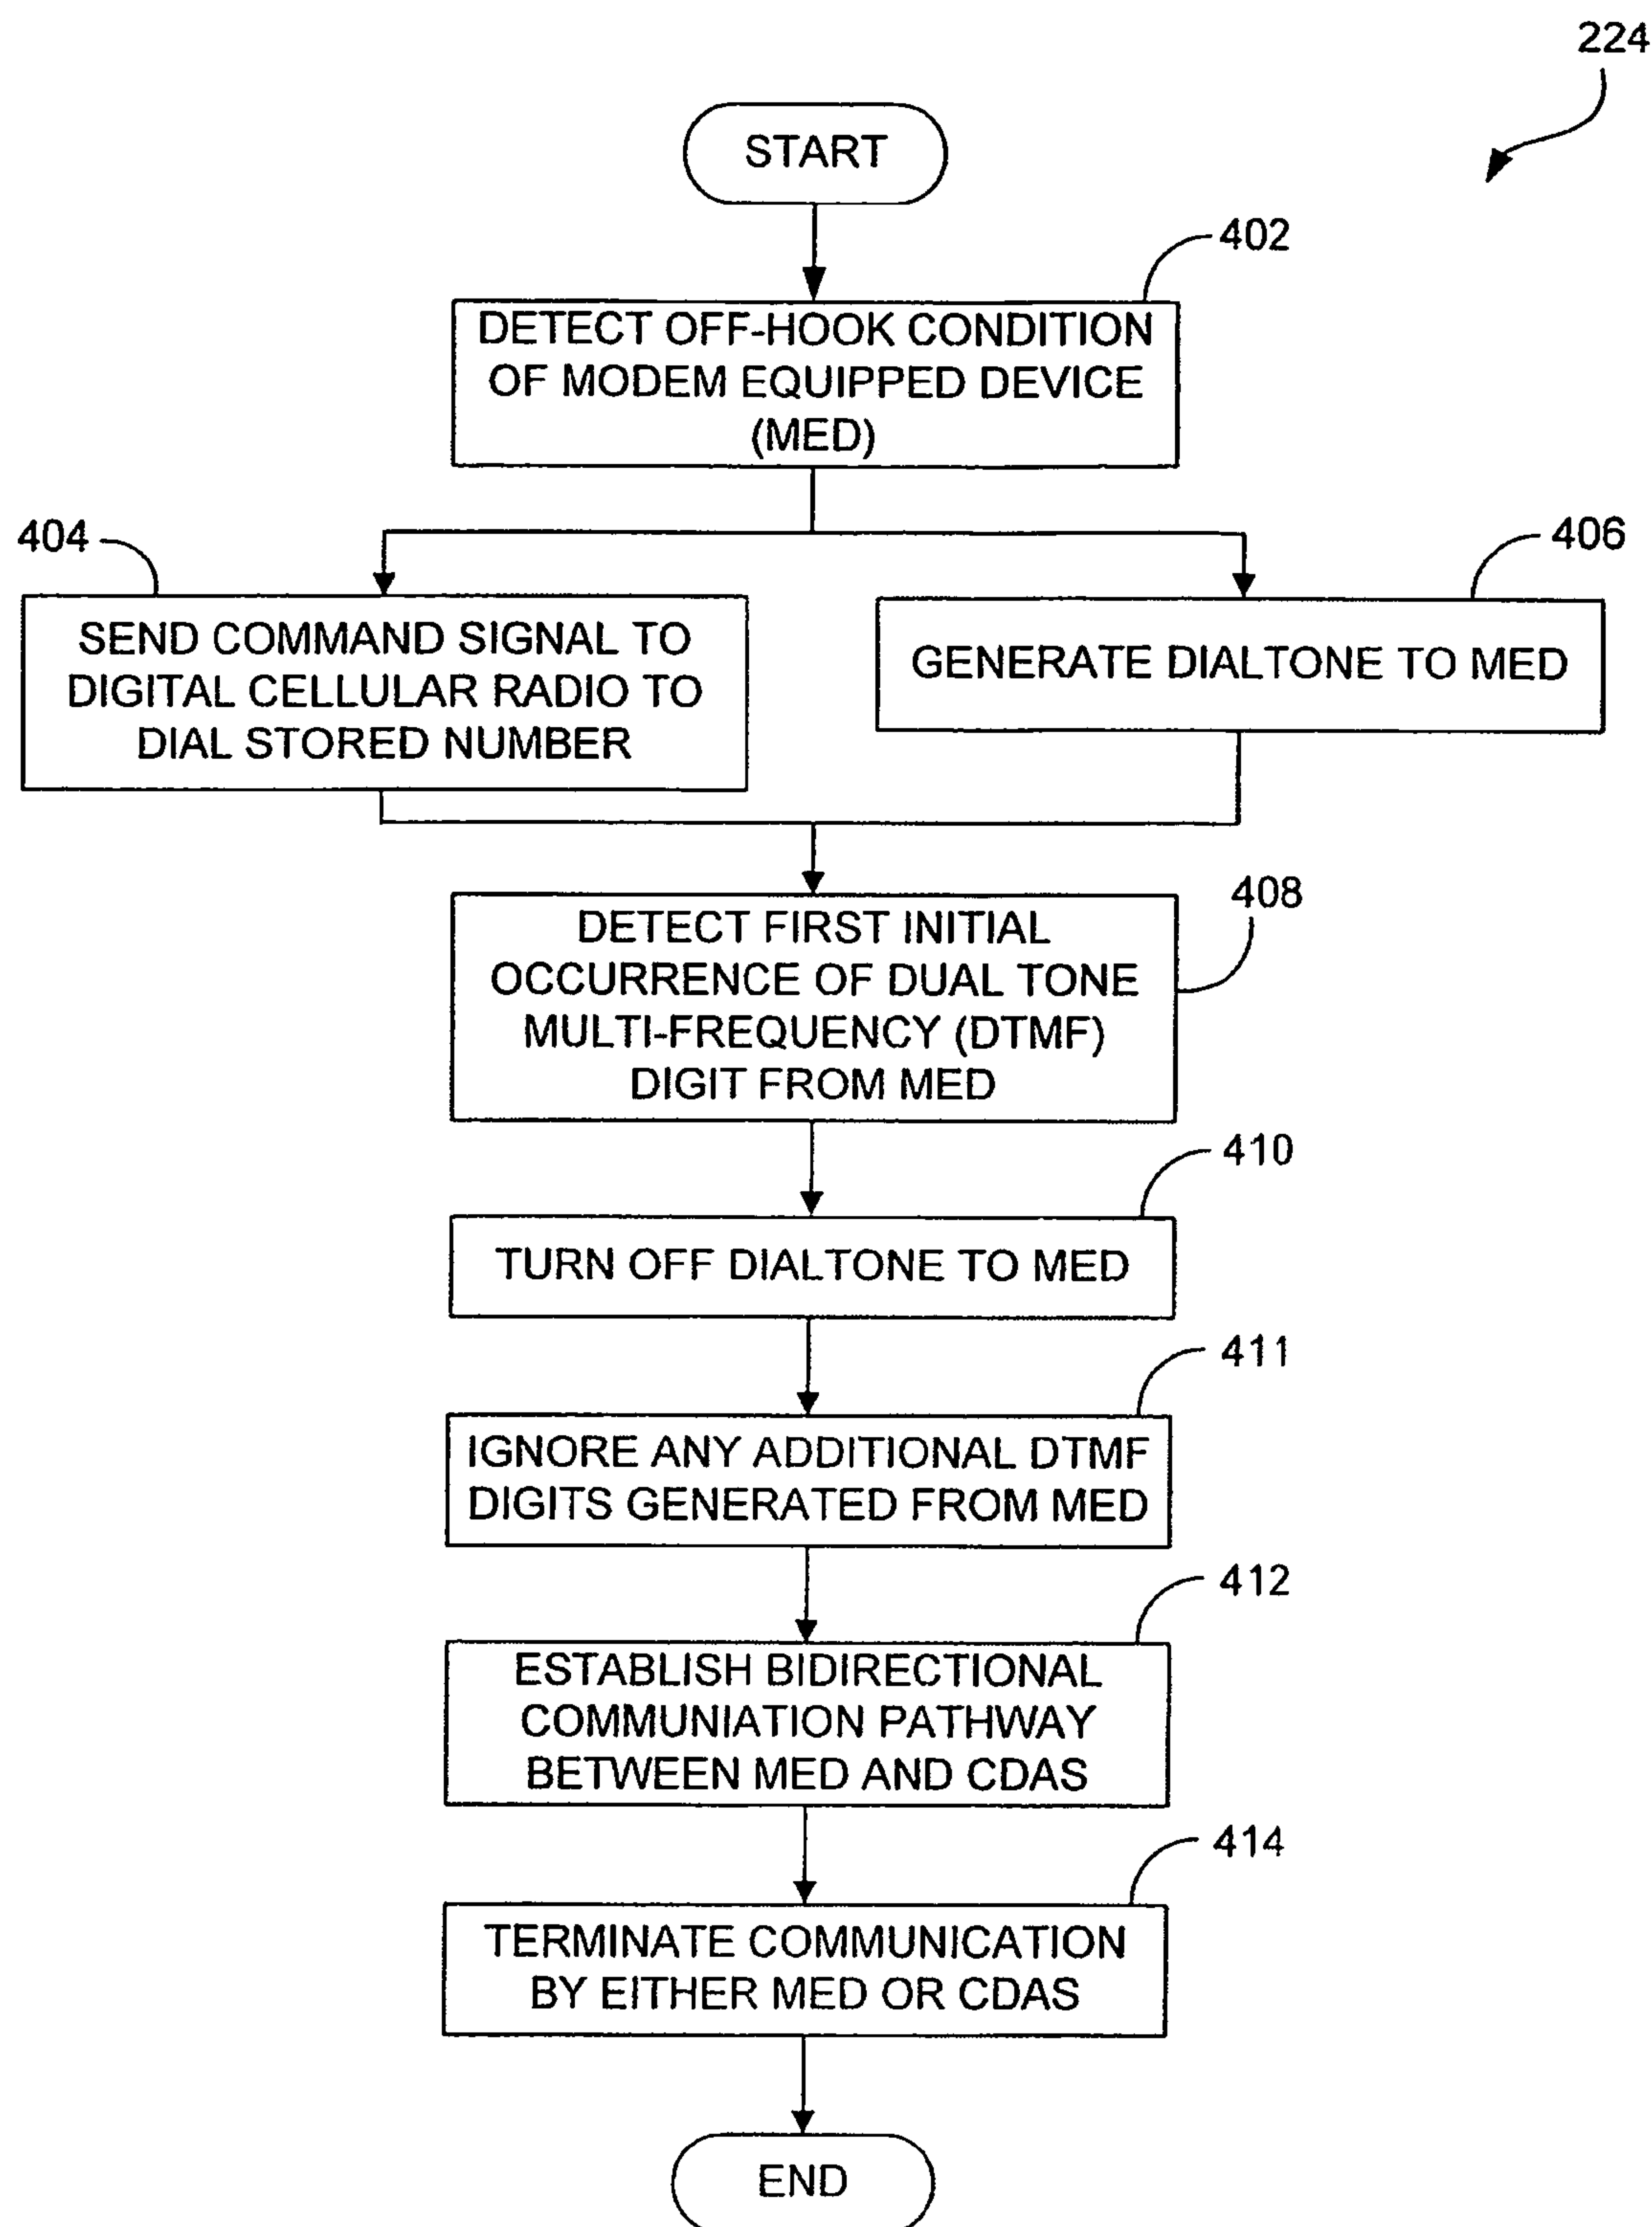 224
START
402
DETECT OFF-HOOK CONDITION
OF MODEM EQUIPPED DEVICE
(MED)
404
406
SEND COMMAND SIGNAL TO
DIGITAL CELLULAR RADIO TO
DIAL STORED NUMBER
GENERATE DIALTONE TO MED
408
DETECT FIRST INITIAL
OCCURRENCE OF DUAL TONE
MULTI-FREQUENCY (DTMF)
DIGIT FROM MED
410
TURN OFF DIALTONE TO MED
411
IGNORE ANY ADDITIONAL DTMF
DIGITS GENERATED FROM MED
412
ESTABLISH BIDIRECTIONAL
COMMUNIATION PATHWAY
BETWEEN MED AND CDAS
414
TERMINATE COMMUNICATION
BY EITHER MED OR CDAS
END